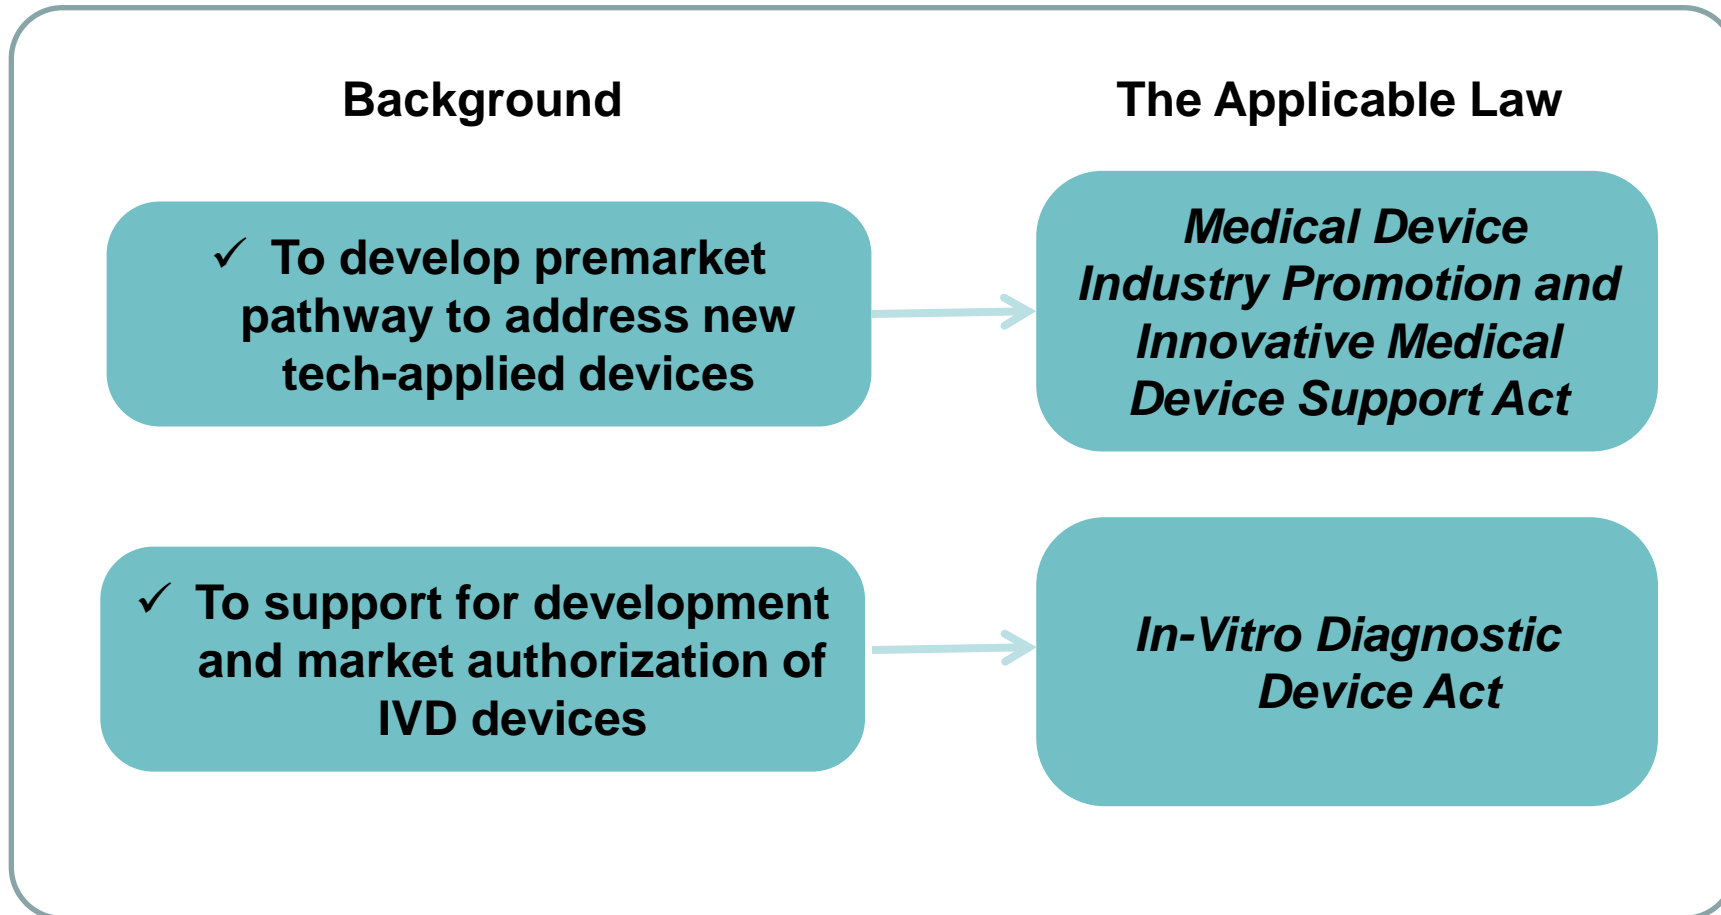 Background
The Applicable Law
✓ To develop premarket
pathway to address new
tech-applied devices
Medical Device
Industry Promotion and
Innovative Medical
Device Support Act
✓ To support for development
and market authorization of
IVD devices
In-Vitro Diagnostic
Device Act